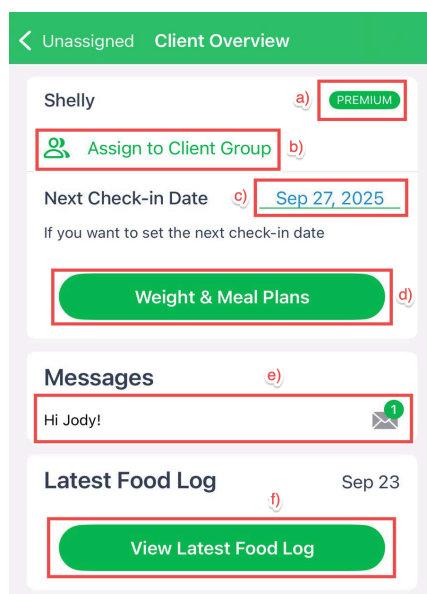 Unassigned Client Overview
Shelly a) PREMIUM
Assign to Client Group b)
Next Check-in Date c) Sep 27, 2025
If you want to set the next check-in date
Weight & Meal Plans d)
Messages e)
Hi Jody! 1
Latest Food Log Sep 23
f)
View Latest Food Log